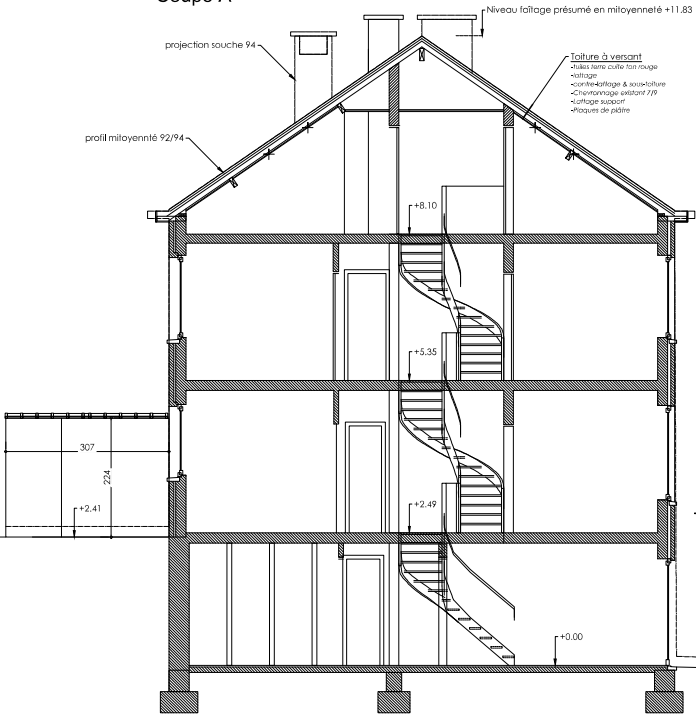 Coupe A
Niveau faîtage présumé en mitoyenneté +11.83
projection souche 94
Toiture à versant
-tuiles terre cuite ton rouge
-lattage
-contre-lattage & sous-toiture
-Chevronnage existant 7/9
-Lattage support
-Plaques de plâtre
profil mitoyennté 92/94
+8.10
+5.35
307
224
+2.41
+2.49
+0.00